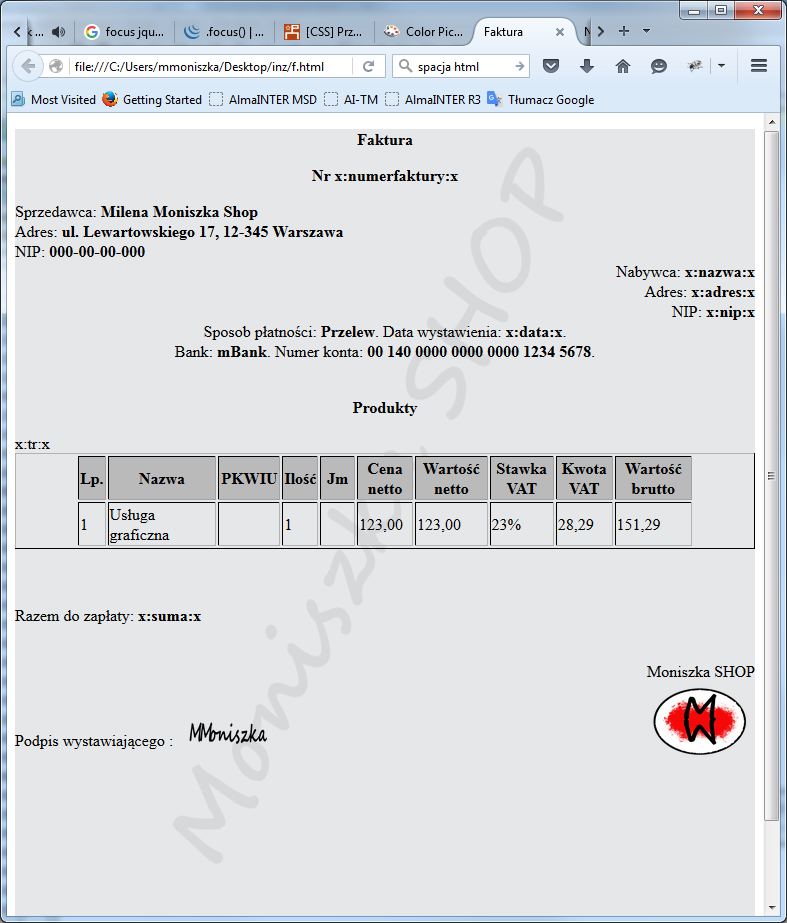 ‹ ...
focus jqu...
.focus() | ...
[CSS] Prz...
Color Pic...
Faktura
file:///C:/Users/mmoniszka/Desktop/inz/f.html
spacja html
Most Visited
Getting Started
AlmaINTER MSD
AI-TM
AlmaINTER R3
Tłumacz Google
Faktura
Nr x:numerfaktury:x
Sprzedawca: Milena Moniszka Shop
Adres: ul. Lewartowskiego 17, 12-345 Warszawa
NIP: 000-00-00-000
Nabywca: x:nazwa:x
Adres: x:adres:x
NIP: x:nip:x
Sposob płatności: Przelew. Data wystawienia: x:data:x.
Bank: mBank. Numer konta: 00 140 0000 0000 0000 1234 5678.
Produkty
x:tr:x
Lp. Nazwa PKWIU Ilość Jm Cena netto Wartość netto Stawka VAT Kwota VAT Wartość brutto
1 Usługa graficzna 1 123,00 123,00 23% 28,29 151,29
Razem do zapłaty: x:suma:x
Moniszka SHOP
Podpis wystawiającego : MMoniszka
Moniszka SHOP